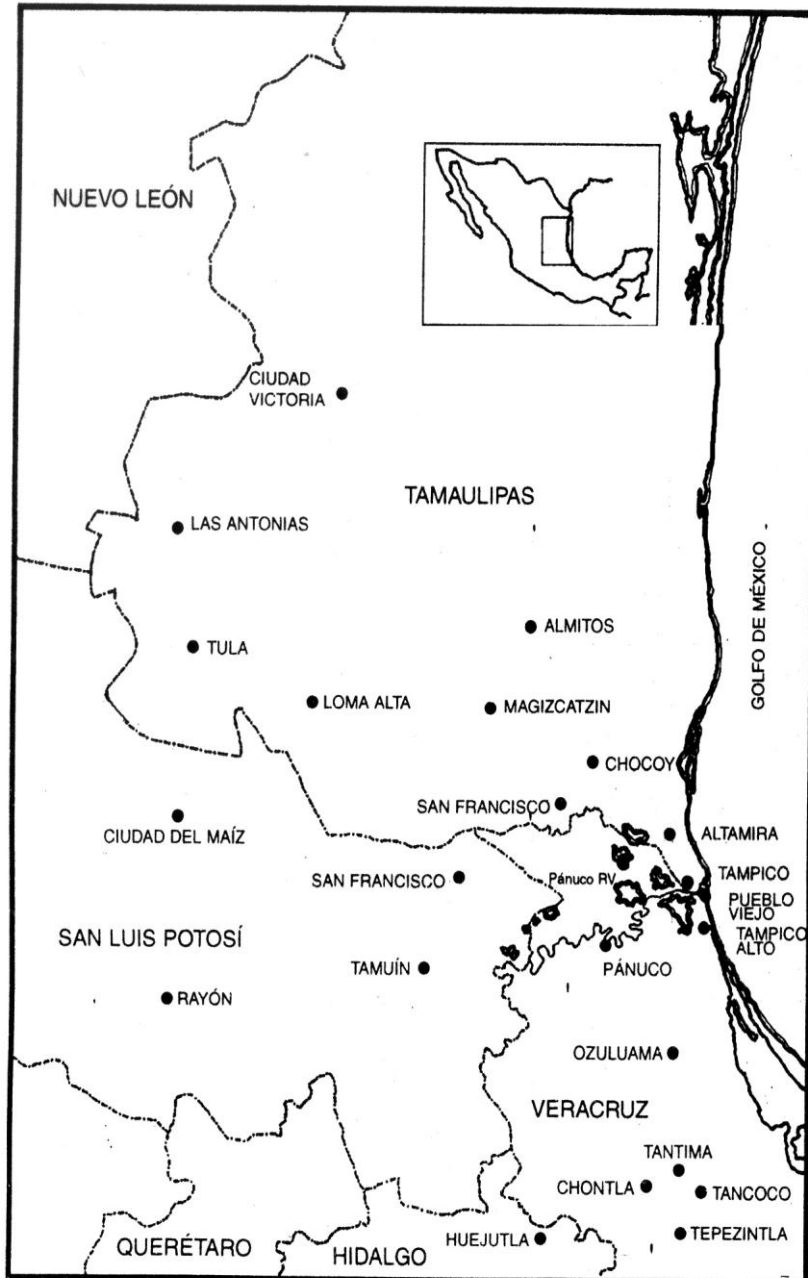 NUEVO LEÓN
CIUDAD
VICTORIA
TAMAULIPAS
LAS ANTONIAS
GOLFO DE MÉXICO
ALMITOS
TULA
LOMA ALTA
MAGIZCATZIN
CHOCOY
SAN FRANCISCO
CIUDAD DEL MAÍZ
ALTAMIRA
SAN FRANCISCO
Pánuco RV
TAMPICO
PUEBLO
VIEJO
TAMPICO
ALTO
SAN LUIS POTOSÍ
TAMUÍN
PÁNUCO
RAYÓN
OZULUAMA
VERACRUZ
TANTIMA
CHONTLA
TANCOCO
QUERÉTARO
HIDALGO
HUEJUTLA
TEPEZINTLA